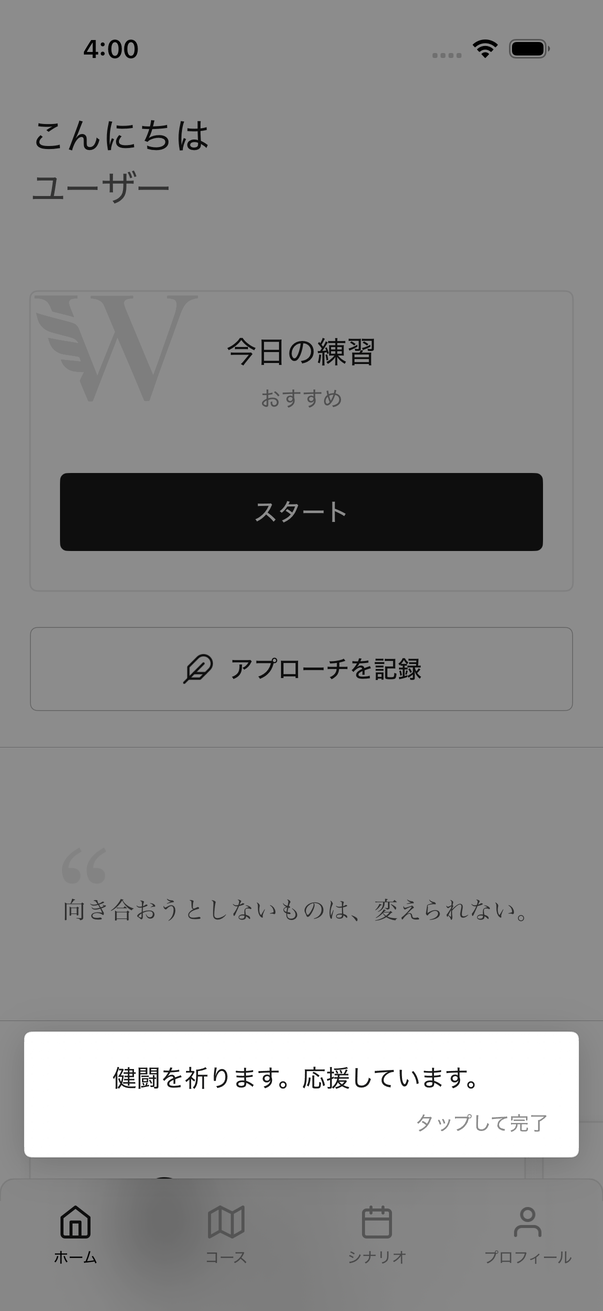 4:00
こんにちは
ユーザー
W
今日の練習
おすすめ
スタート
アプローチを記録
“
向き合おうとしないものは、変えられない。
健闘を祈ります。応援しています。
タップして完了
ホーム
コース
シナリオ
プロフィール